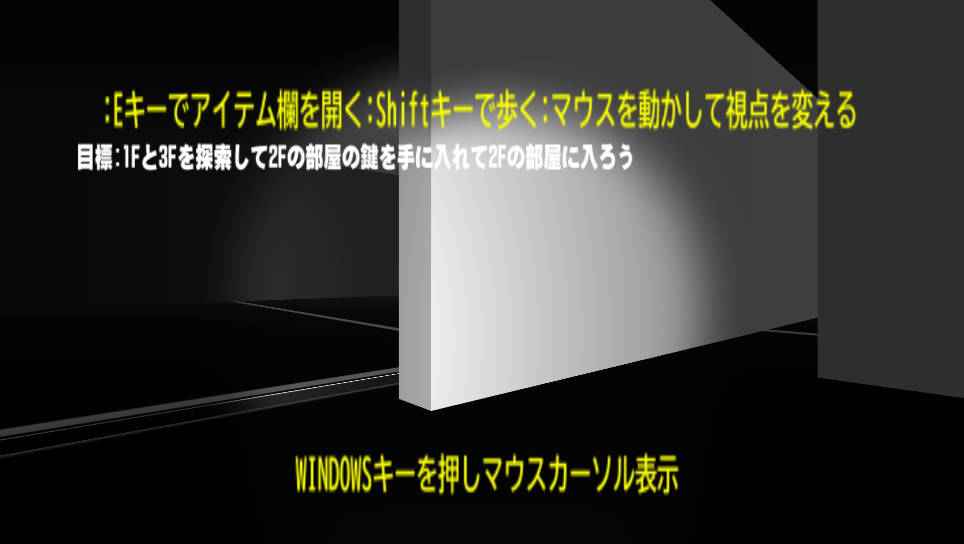 :Eキーでアイテム欄を開く:Shiftキーで歩く:マウスを動かして視点を変える
目標:1Fと3Fを探索して2Fの部屋の鍵を手に入れて2Fの部屋に入ろう
WINDOWSキーを押しマウスカーソル表示